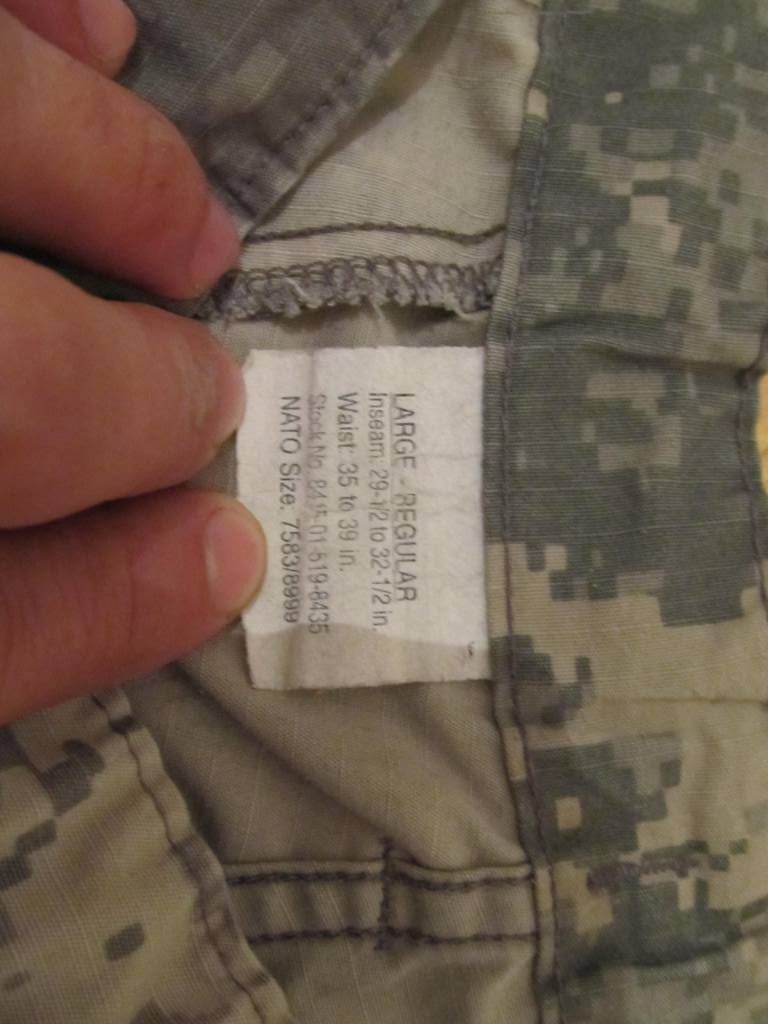 LARGE - REGULAR
Inseam: 29-1/2 to 32-1/2 in.
Waist: 35 to 39 in.
Stock No. 8415-01-519-8435
NATO Size: 7583/8999